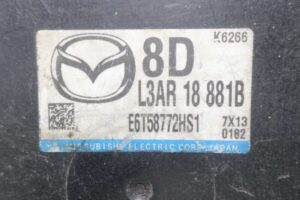 K6266
8D
L3AR 18 881B
E6T58772HS1
7X13
0182
MITSUBISHI ELECTRIC CORP. JAPAN